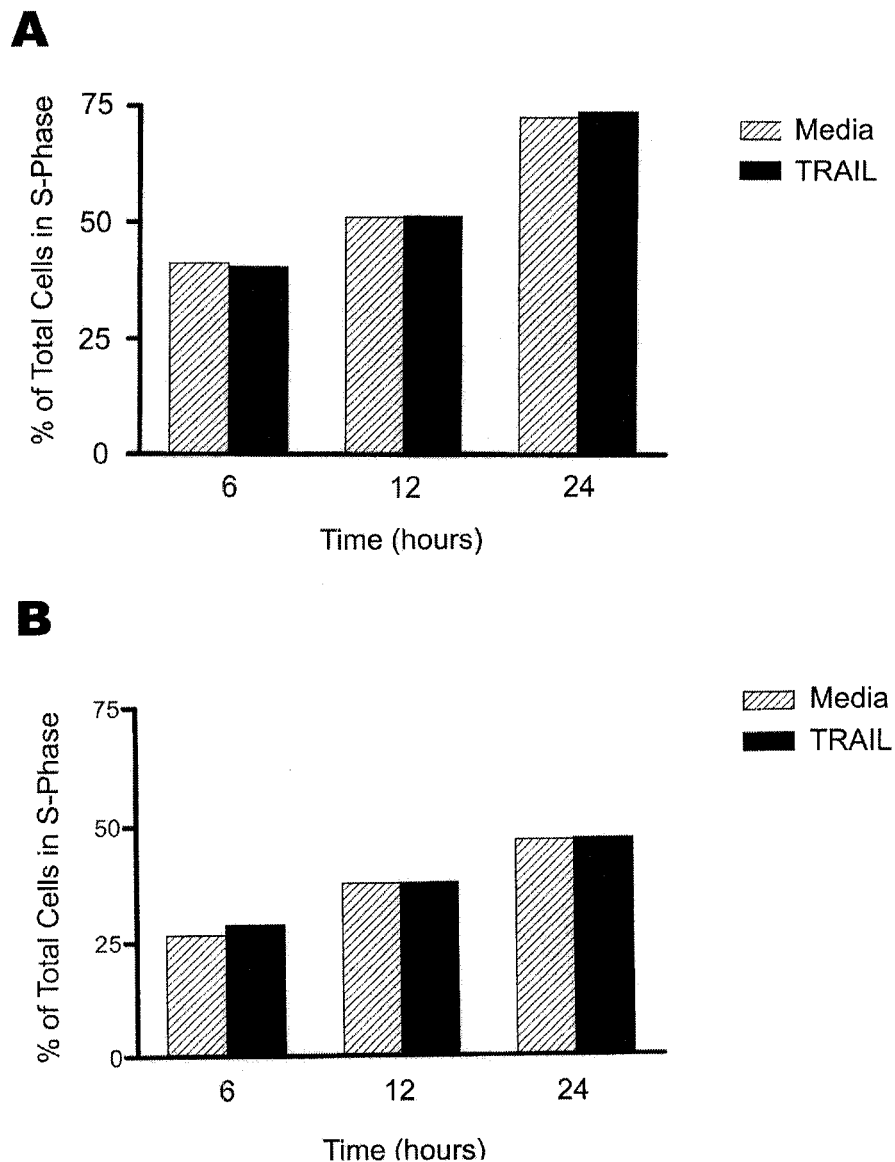 A
% of Total Cells in S-Phase
75
50
25
0
6 12 24
Time (hours)
Media
TRAIL
B
% of Total Cells in S-Phase
75
50
25
0
6 12 24
Time (hours)
Media
TRAIL